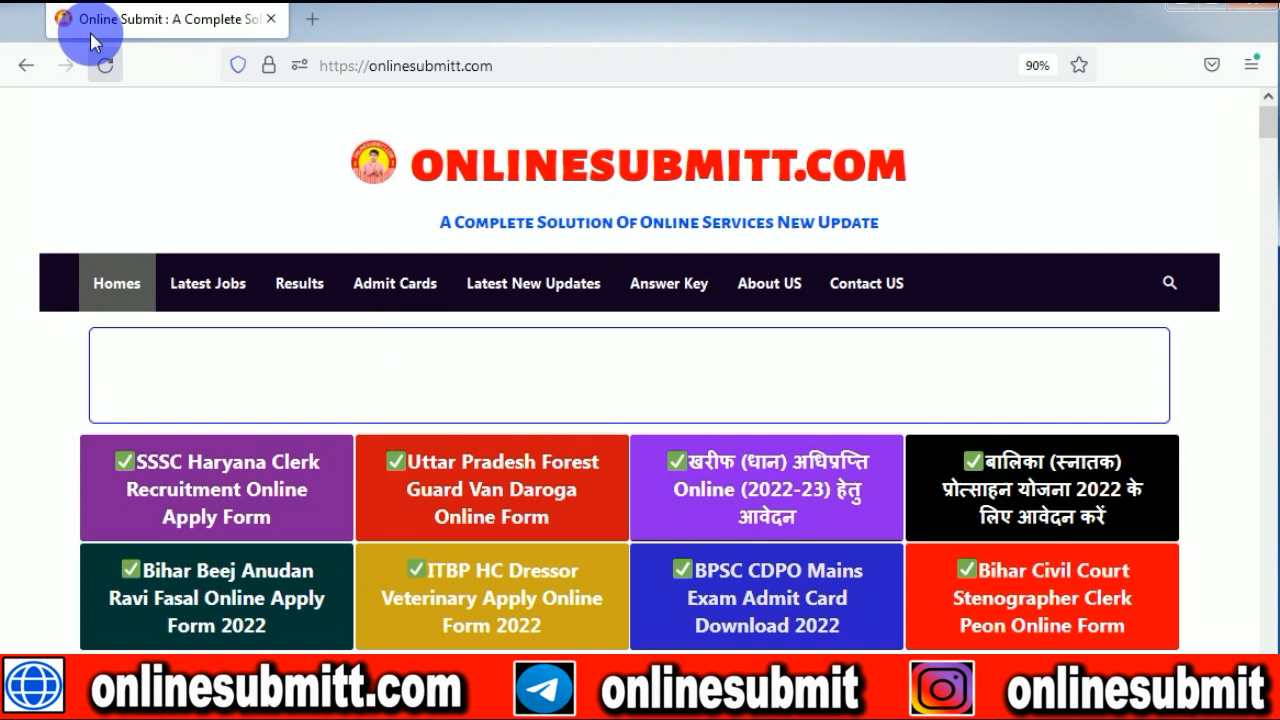 Online Submit : A Complete Sol
https://onlinesubmitt.com
90%
ONLINESUBMITT.COM
A Complete Solution Of Online Services New Update
Homes
Latest Jobs
Results
Admit Cards
Latest New Updates
Answer Key
About US
Contact US
✅SSSC Haryana Clerk
Recruitment Online
Apply Form
✅Uttar Pradesh Forest
Guard Van Daroga
Online Form
✅खरीफ (धान) अधिप्रप्ति
Online (2022-23) हेतु
आवेदन
✅बालिका (स्नातक)
प्रोत्साहन योजना 2022 के
लिए आवेदन करें
✅Bihar Beej Anudan
Ravi Fasal Online Apply
Form 2022
✅ITBP HC Dressor
Veterinary Apply Online
Form 2022
✅BPSC CDPO Mains
Exam Admit Card
Download 2022
✅Bihar Civil Court
Stenographer Clerk
Peon Online Form
onlinesubmitt.com
onlinesubmit
onlinesubmit